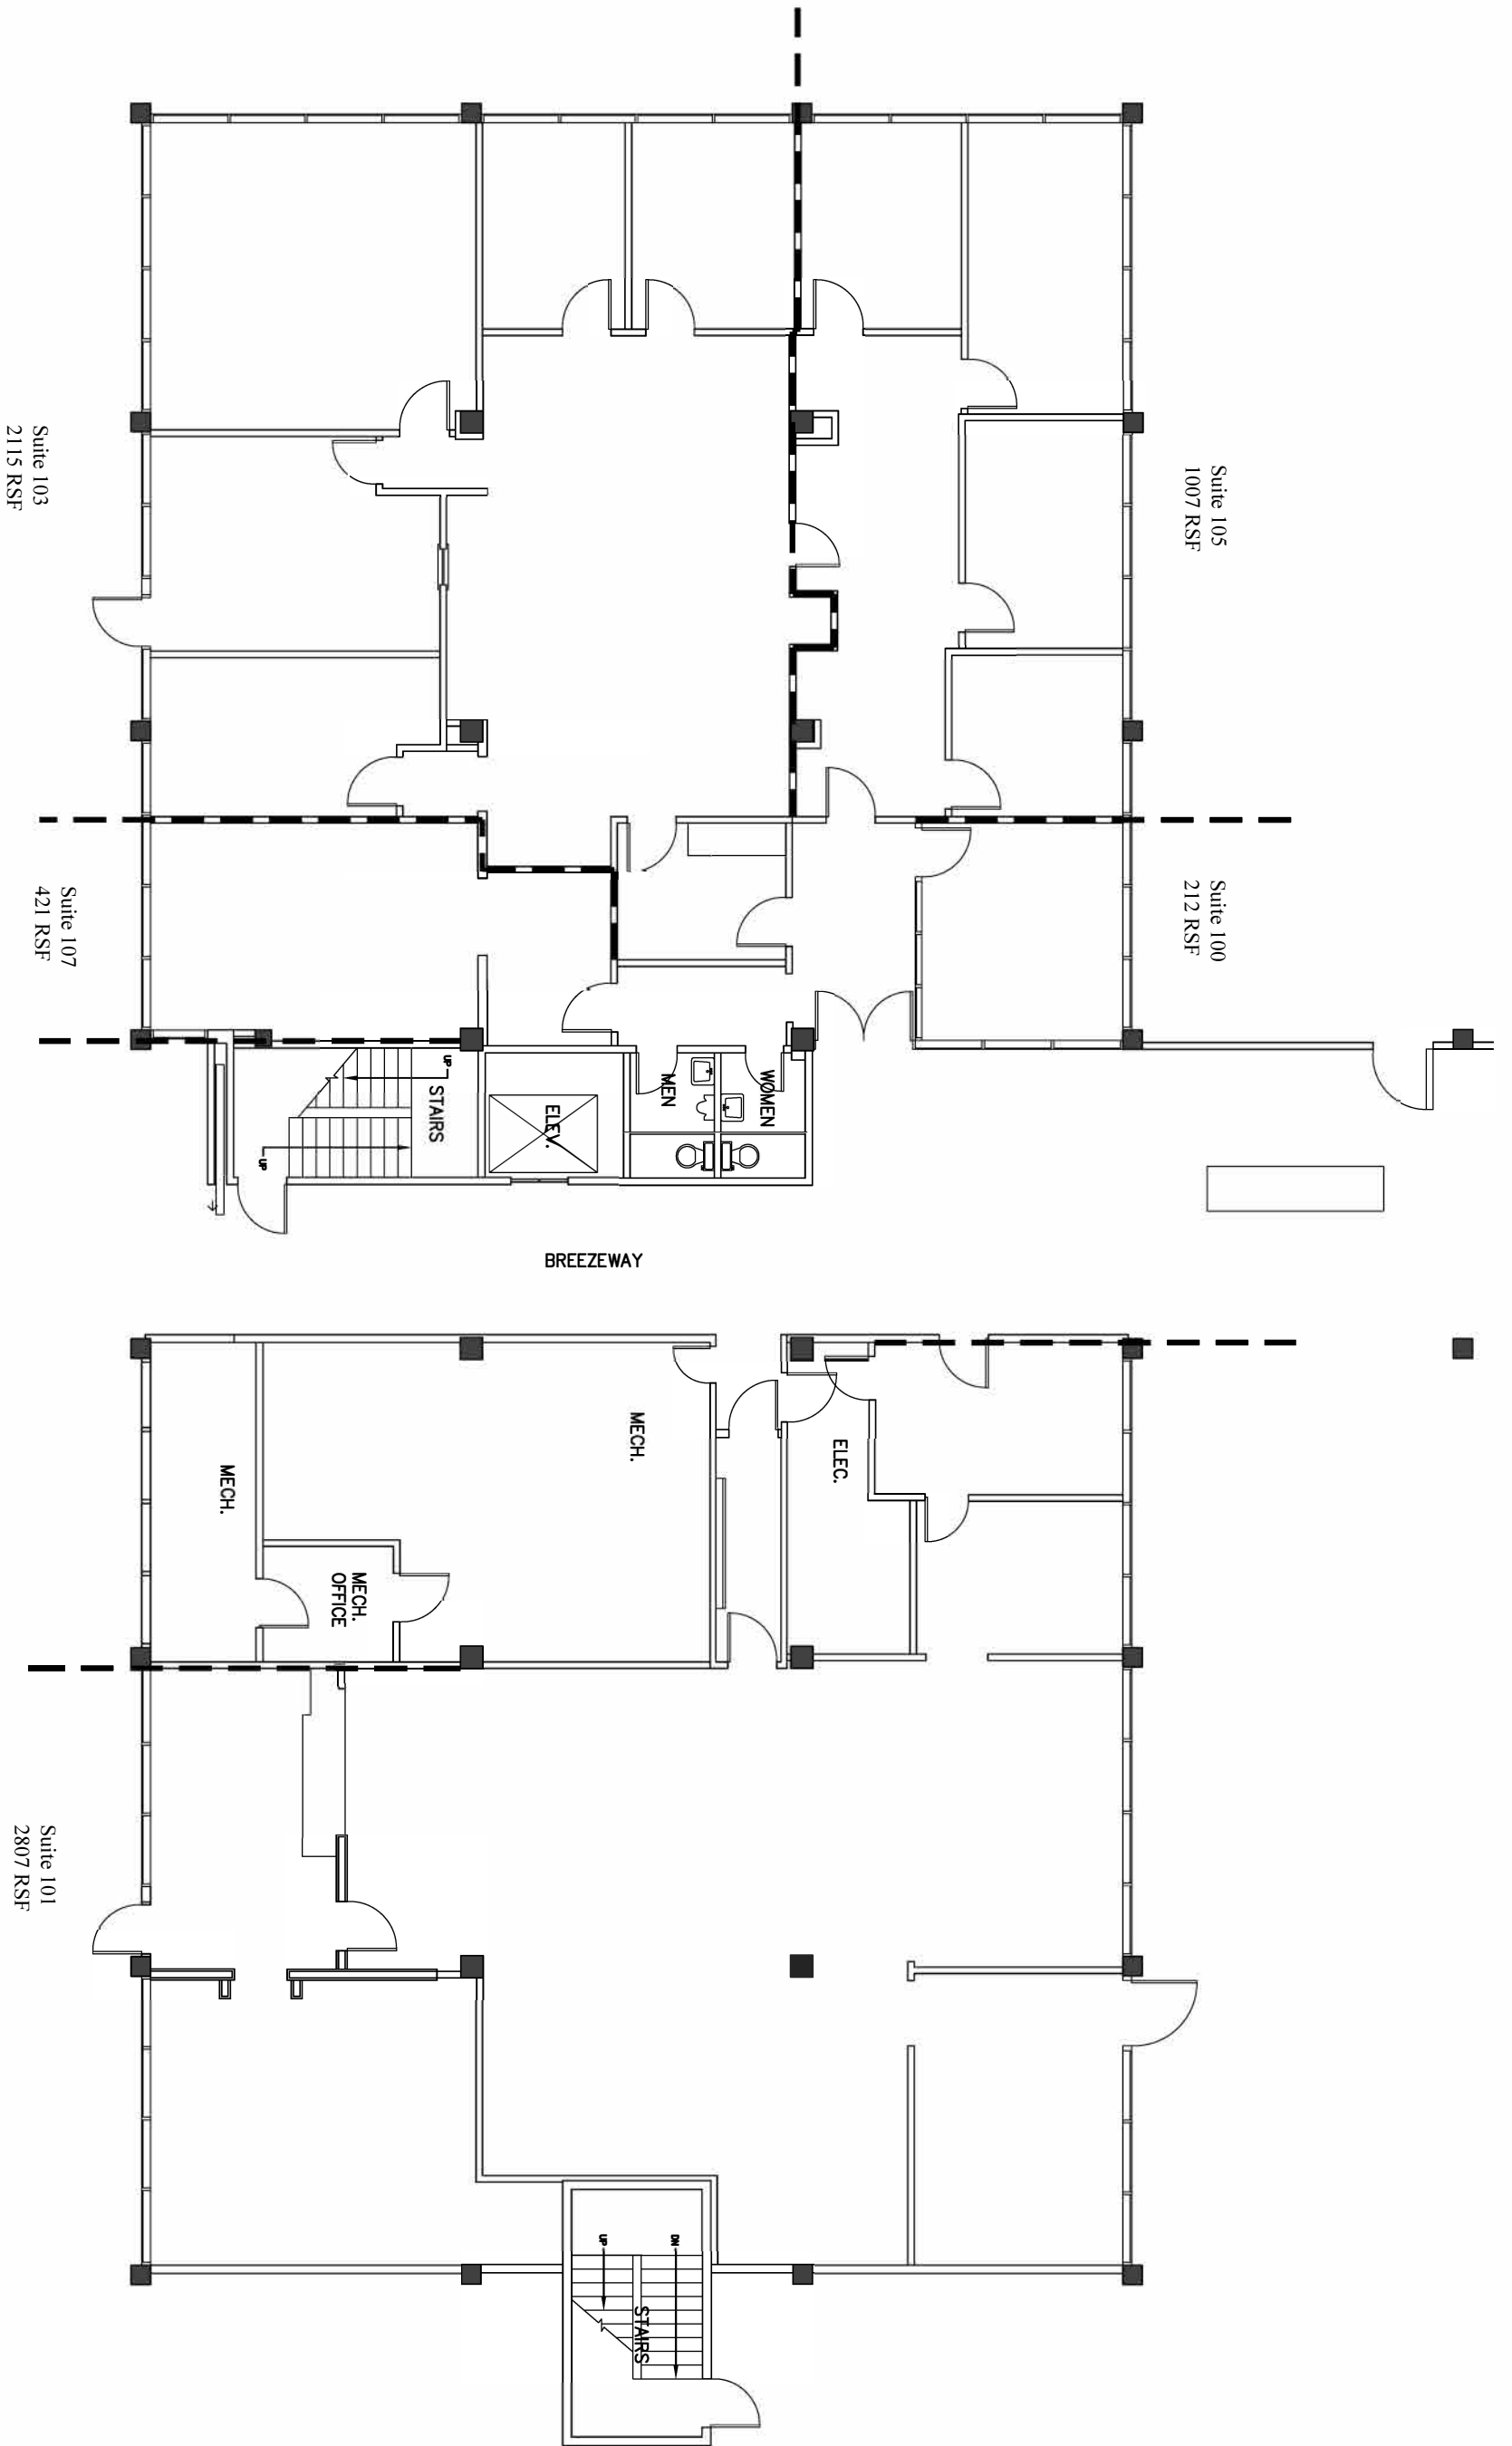 Suite 105
1007 RSF
Suite 103
2115 RSF
Suite 100
212 RSF
Suite 107
421 RSF
UP
STAIRS
UP
ELEV.
MEN
WOMEN
BREEZEWAY
MECH.
MECH.
MECH.
OFFICE
ELEC.
Suite 101
2807 RSF
UP
DN
STAIRS